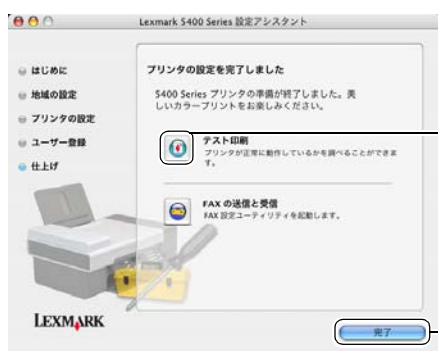 Lexmark 5400 Series 設定アシスタント
はじめに
地域の設定
プリンタの設定
ユーザー登録
仕上げ
プリンタの設定を完了しました
5400 Series プリンタの準備が終了しました。美
しいカラープリントをお楽しみください。
テスト印刷
プリンタが正常に動作しているかを調べることができま
す。
FAX の送信と受信
FAX 設定ユーティリティを起動します。
LEXMARK
完了